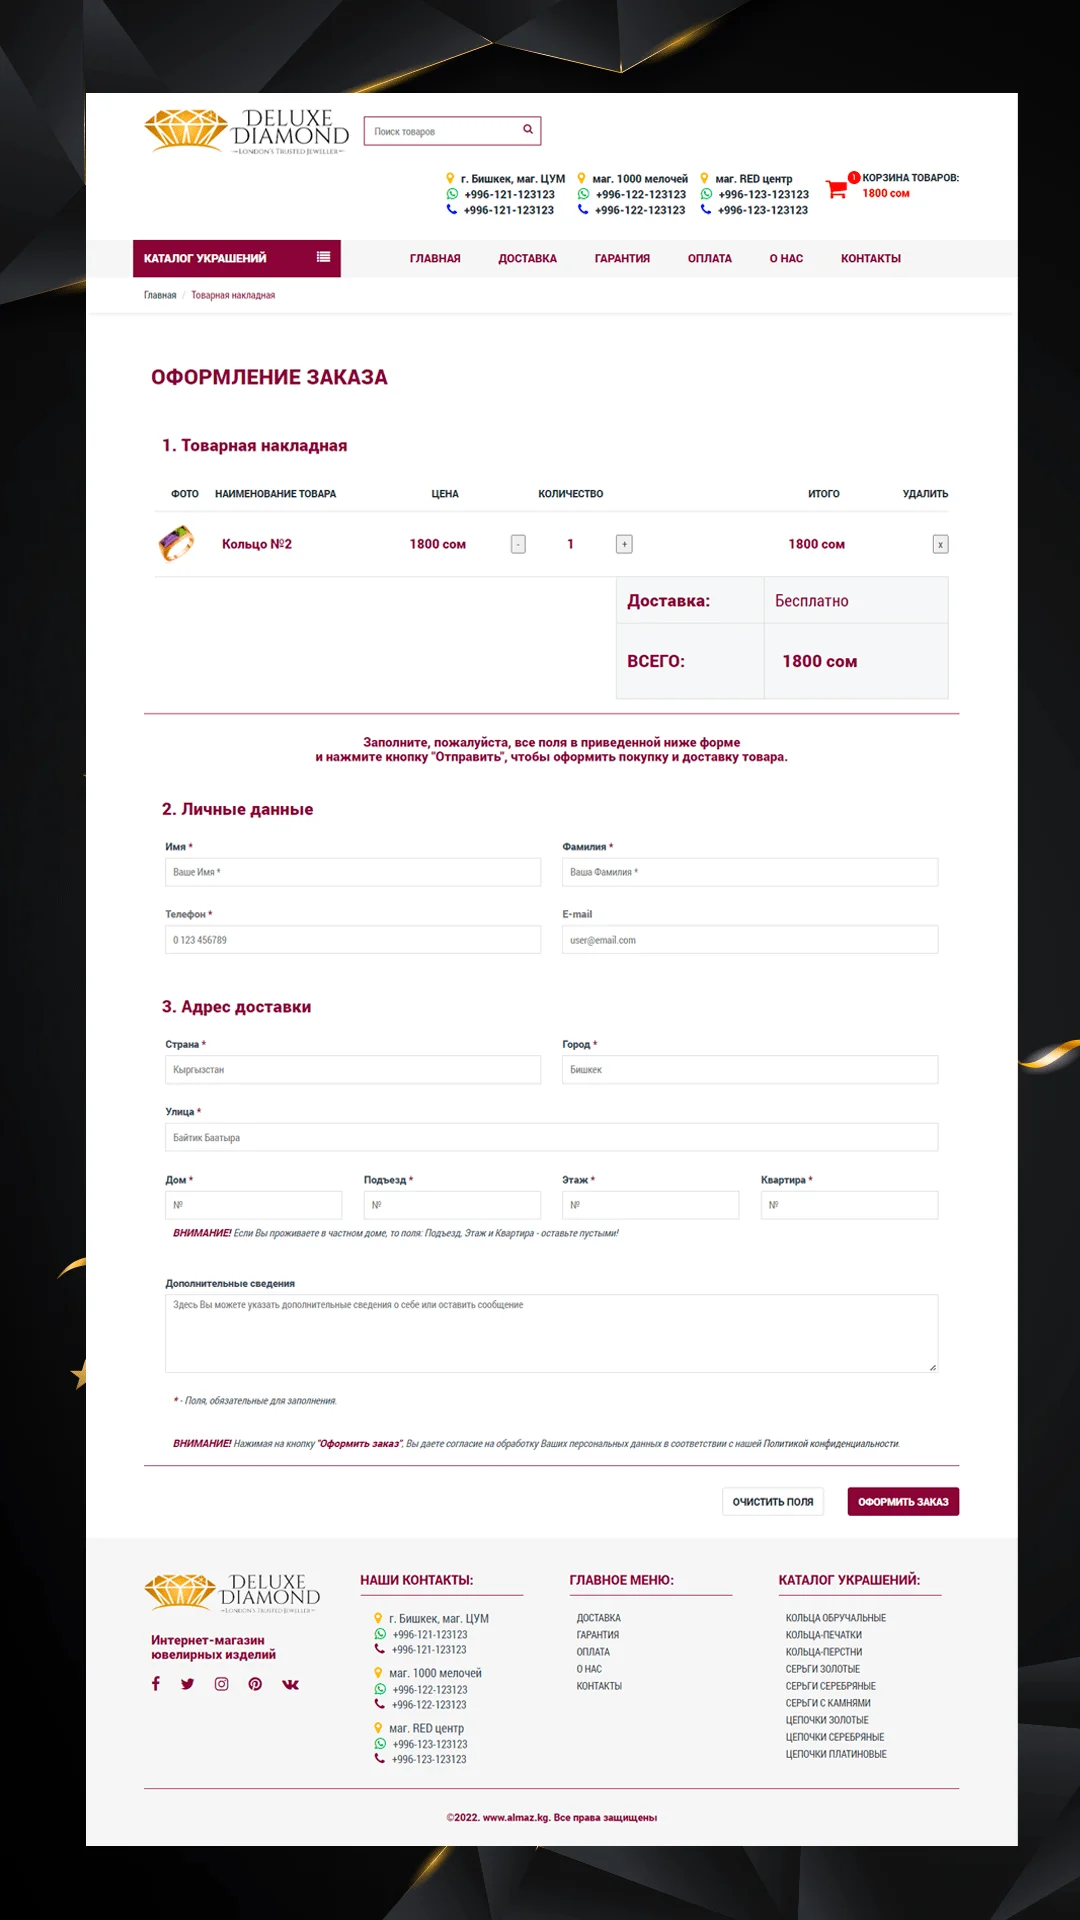 DELUXE
DIAMOND
LONDON'S TRUSTED JEWELLER
Поиск товаров
г. Бишкек, маг. ЦУМ
+996-121-123123
+996-121-123123
маг. 1000 мелочей
+996-122-123123
+996-122-123123
маг. RED центр
+996-123-123123
+996-123-123123
1
КОРЗИНА ТОВАРОВ:
1800 сом
КАТАЛОГ УКРАШЕНИЙ
ГЛАВНАЯ ДОСТАВКА ГАРАНТИЯ ОПЛАТА О НАС КОНТАКТЫ
Главная / Товарная накладная
ОФОРМЛЕНИЕ ЗАКАЗА
1. Товарная накладная
ФОТО НАИМЕНОВАНИЕ ТОВАРА ЦЕНА КОЛИЧЕСТВО ИТОГО УДАЛИТЬ
Кольцо №2 1800 сом - 1 + 1800 сом x
Доставка: Бесплатно
ВСЕГО: 1800 сом
Заполните, пожалуйста, все поля в приведенной ниже форме
и нажмите кнопку "Отправить", чтобы оформить покупку и доставку товара.
2. Личные данные
Имя * Фамилия *
Ваше Имя * Ваша Фамилия *
Телефон * E-mail
0 123 456789 user@email.com
3. Адрес доставки
Страна * Город *
Кыргызстан Бишкек
Улица *
Байтик Баатыра
Дом * Подъезд * Этаж * Квартира *
№ № № №
ВНИМАНИЕ! Если Вы проживаете в частном доме, то поля: Подъезд, Этаж и Квартира - оставьте пустыми!
Дополнительные сведения
Здесь Вы можете указать дополнительные сведения о себе или оставить сообщение
* - Поля, обязательные для заполнения.
ВНИМАНИЕ! Нажимая на кнопку "Оформить заказ", Вы даете согласие на обработку Ваших персональных данных в соответствии с нашей Политикой конфиденциальности.
ОЧИСТИТЬ ПОЛЯ ОФОРМИТЬ ЗАКАЗ
DELUXE
DIAMOND
LONDON'S TRUSTED JEWELLER
Интернет-магазин
ювелирных изделий
НАШИ КОНТАКТЫ:
г. Бишкек, маг. ЦУМ
+996-121-123123
+996-121-123123
маг. 1000 мелочей
+996-122-123123
+996-122-123123
маг. RED центр
+996-123-123123
+996-123-123123
ГЛАВНОЕ МЕНЮ:
ДОСТАВКА
ГАРАНТИЯ
ОПЛАТА
О НАС
КОНТАКТЫ
КАТАЛОГ УКРАШЕНИЙ:
КОЛЬЦА ОБРУЧАЛЬНЫЕ
КОЛЬЦА-ПЕЧАТКИ
КОЛЬЦА-ПЕРСТНИ
СЕРЬГИ ЗОЛОТЫЕ
СЕРЬГИ СЕРЕБРЯНЫЕ
СЕРЬГИ С КАМНЯМИ
ЦЕПОЧКИ ЗОЛОТЫЕ
ЦЕПОЧКИ СЕРЕБРЯНЫЕ
ЦЕПОЧКИ ПЛАТИНОВЫЕ
©2022. www.almaz.kg. Все права защищены